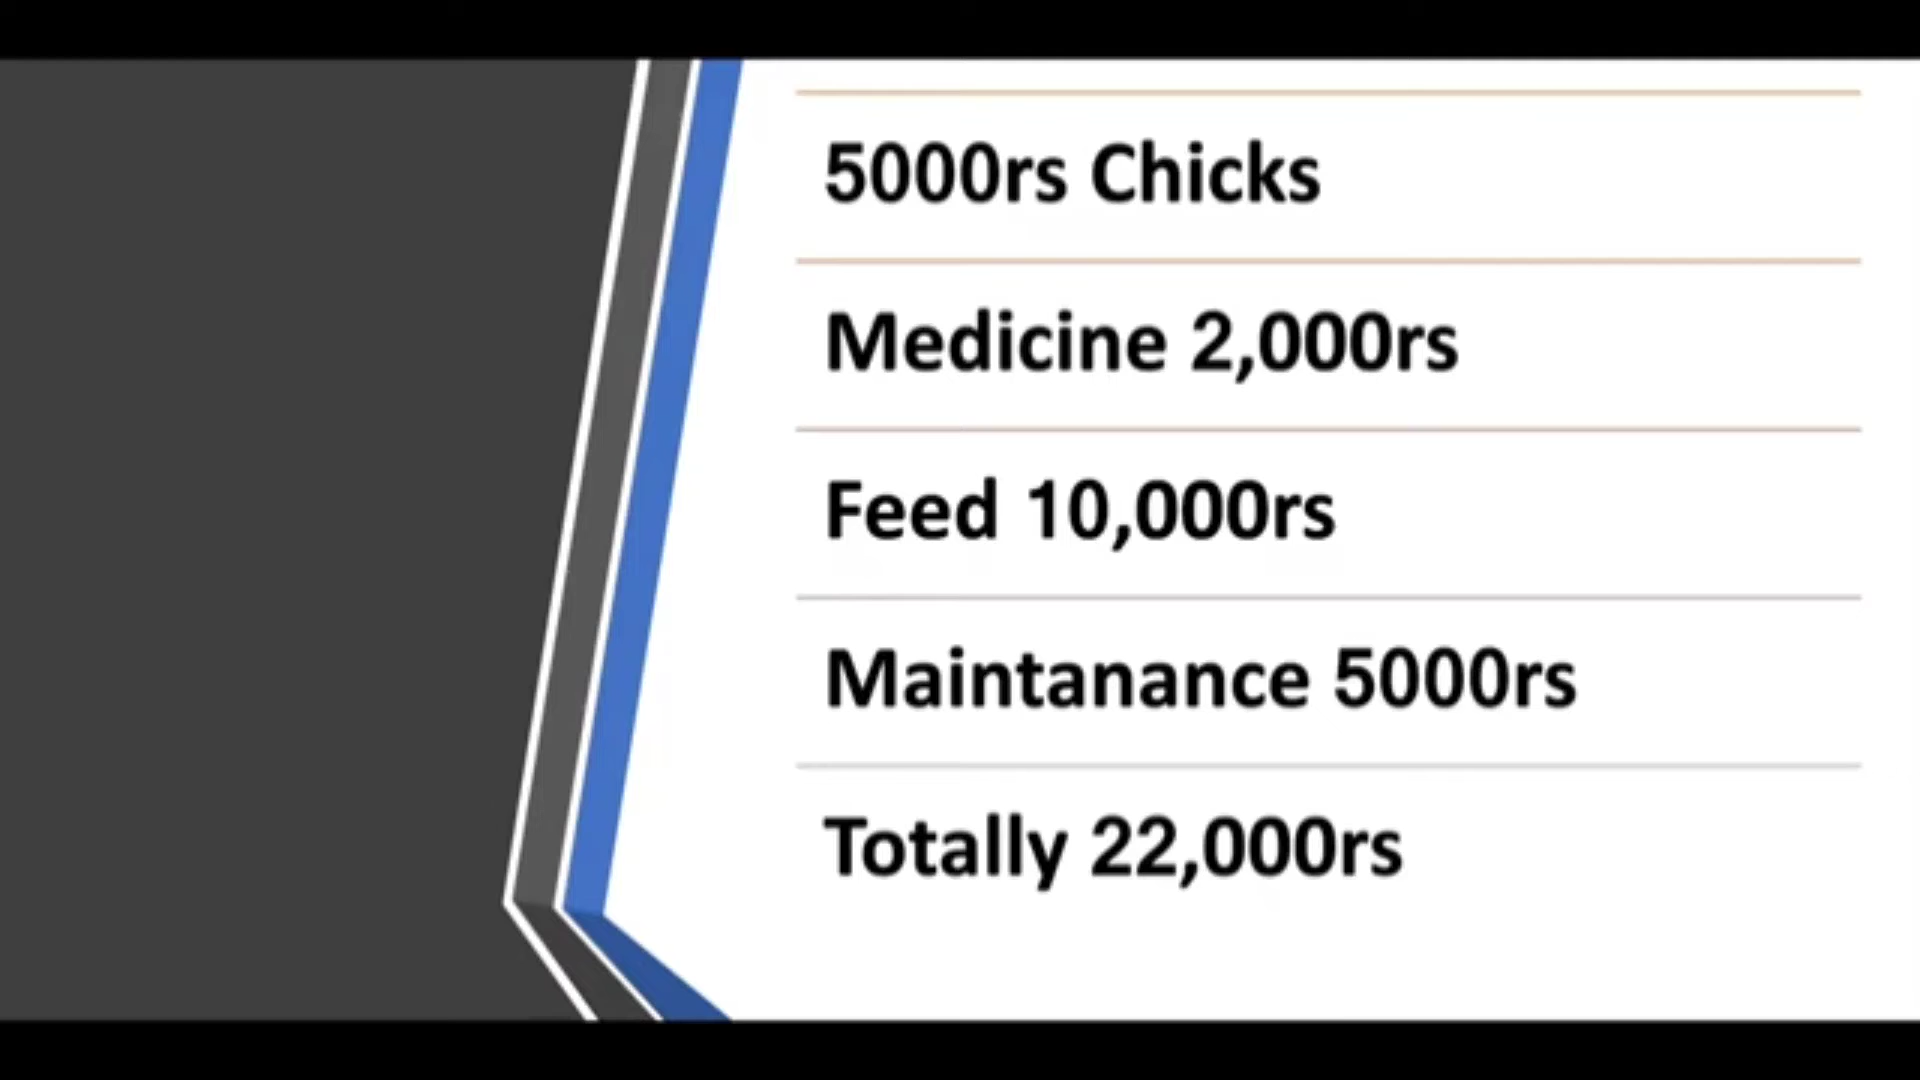 5000rs Chicks
Medicine 2,000rs
Feed 10,000rs
Maintanance 5000rs
Totally 22,000rs